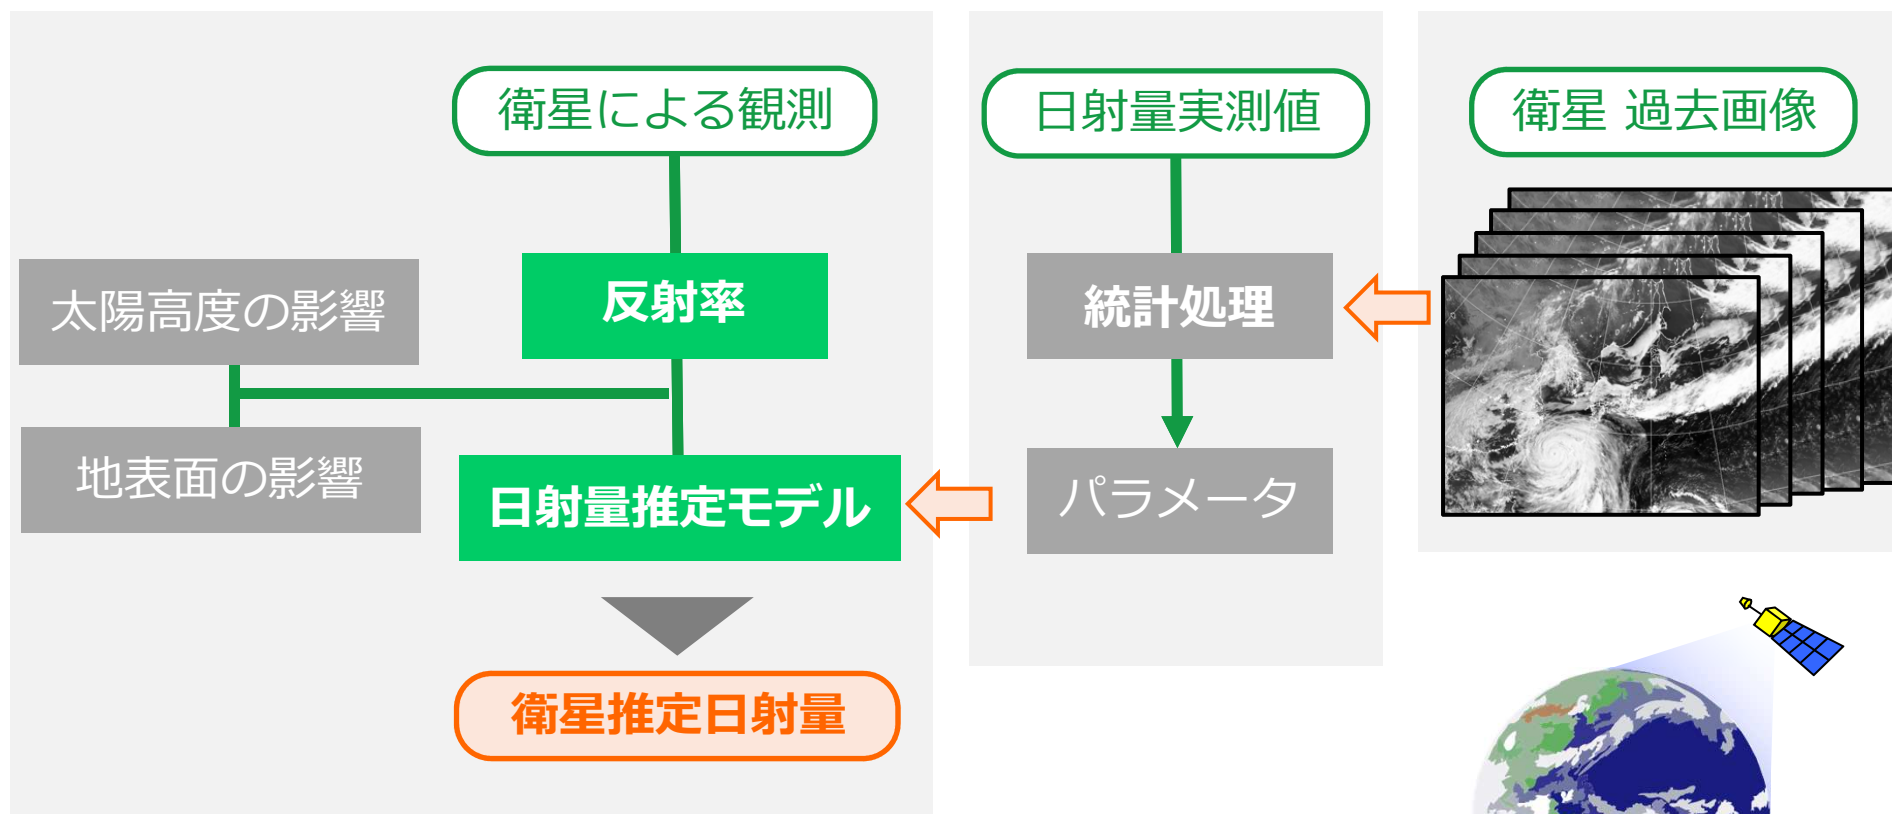 衛星による観測
太陽高度の影響
反射率
地表面の影響
日射量推定モデル
衛星推定日射量
日射量実測値
統計処理
パラメータ
衛星 過去画像